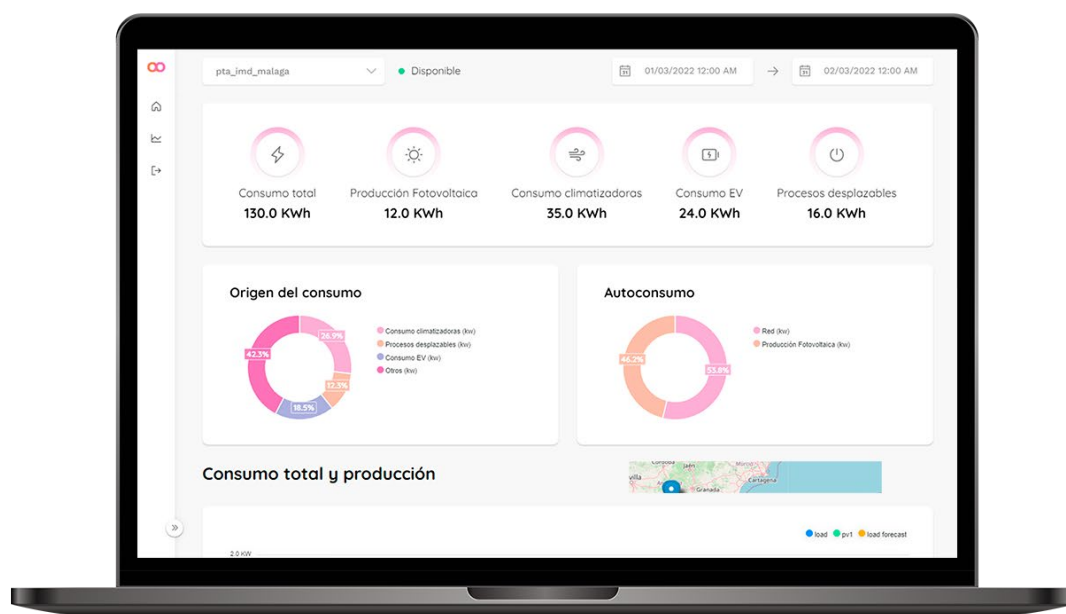 pta_imd_malaga
Disponible
01/03/2022 12:00 AM
02/03/2022 12:00 AM
Consumo total
130.0 KWh
Producción Fotovoltaica
12.0 KWh
Consumo climatizadoras
35.0 KWh
Consumo EV
24.0 KWh
Procesos desplazables
16.0 KWh
Origen del consumo
26.9%
42.3%
12.3%
18.5%
Consumo climatizadoras (kw)
Procesos desplazables (kw)
Consumo EV (kw)
Otros (kw)
Autoconsumo
46.2%
53.8%
Red (kw)
Producción Fotovoltaica (kw)
Consumo total y producción
Jaén
villa
Cartagena
Granada
load
pv1
load forecast
2.0 KW